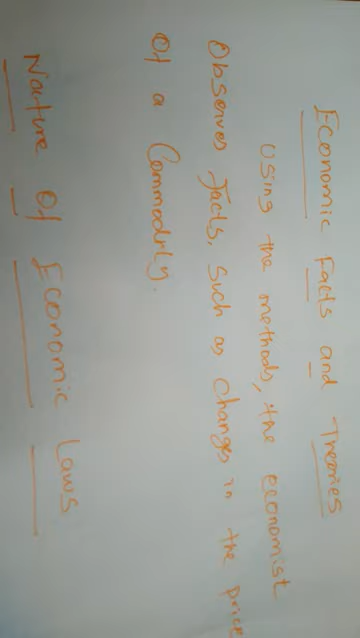 Economic Facts and Theories
Using the methods, the economist
Observes Facts, Such as changes in the price
Of a Commodity.
Nature Of Economic Laws